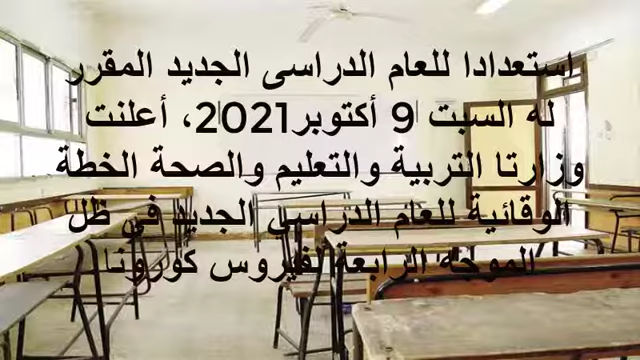 استعدادا للعام الدراسى الجديد المقرر
له السبت 9 أكتوبر2021، أعلنت
وزارتا التربية والتعليم والصحة الخطة
الوقائية للعام الدراسي الجديد في ظل
الموجة الرابعة لفيروس كورونا